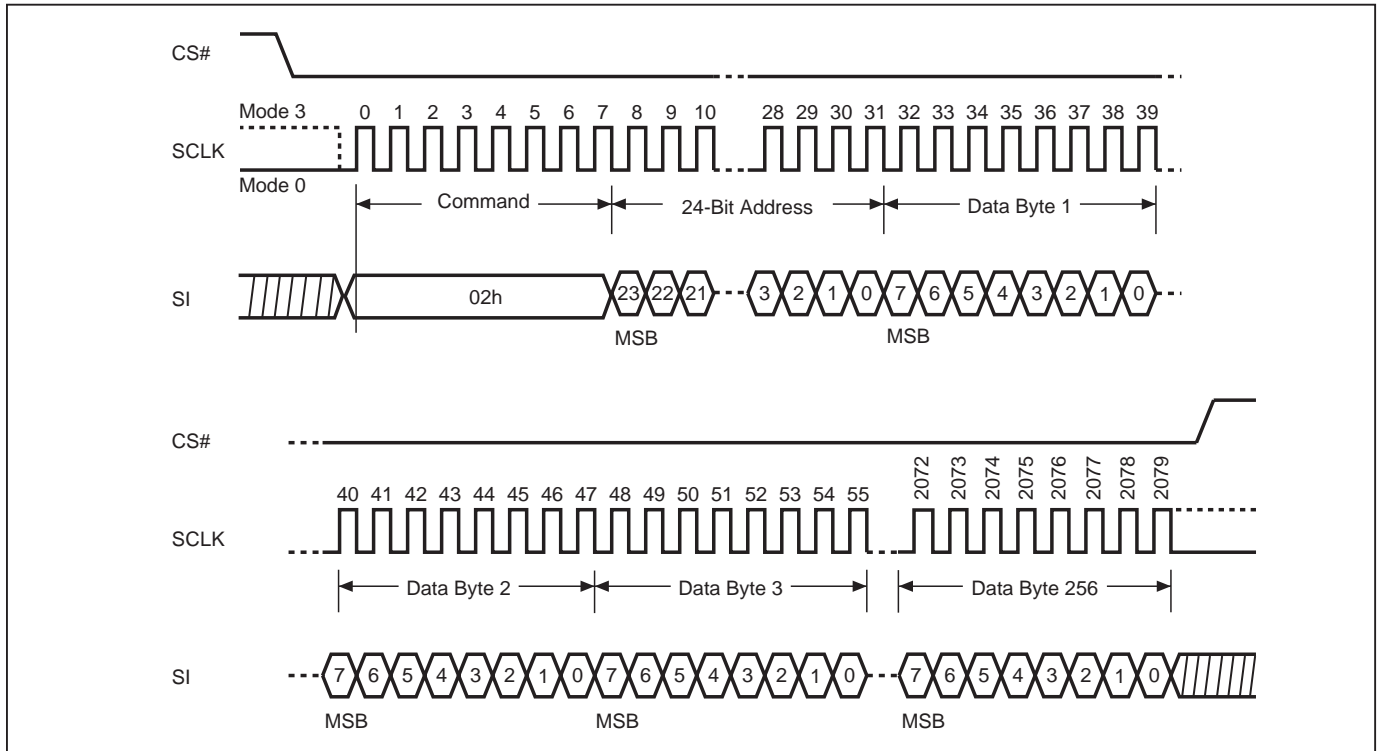 CS#
Mode 3
0 1 2 3 4 5 6 7 8 9 10 28 29 30 31 32 33 34 35 36 37 38 39
SCLK
Mode 0
Command
24-Bit Address
Data Byte 1
SI
02h
23 22 21 3 2 1 0 7 6 5 4 3 2 1 0
MSB
MSB
CS#
40 41 42 43 44 45 46 47 48 49 50 51 52 53 54 55 2072 2073 2074 2075 2076 2077 2078 2079
SCLK
Data Byte 2
Data Byte 3
Data Byte 256
SI
7 6 5 4 3 2 1 0 7 6 5 4 3 2 1 0 7 6 5 4 3 2 1 0
MSB
MSB
MSB